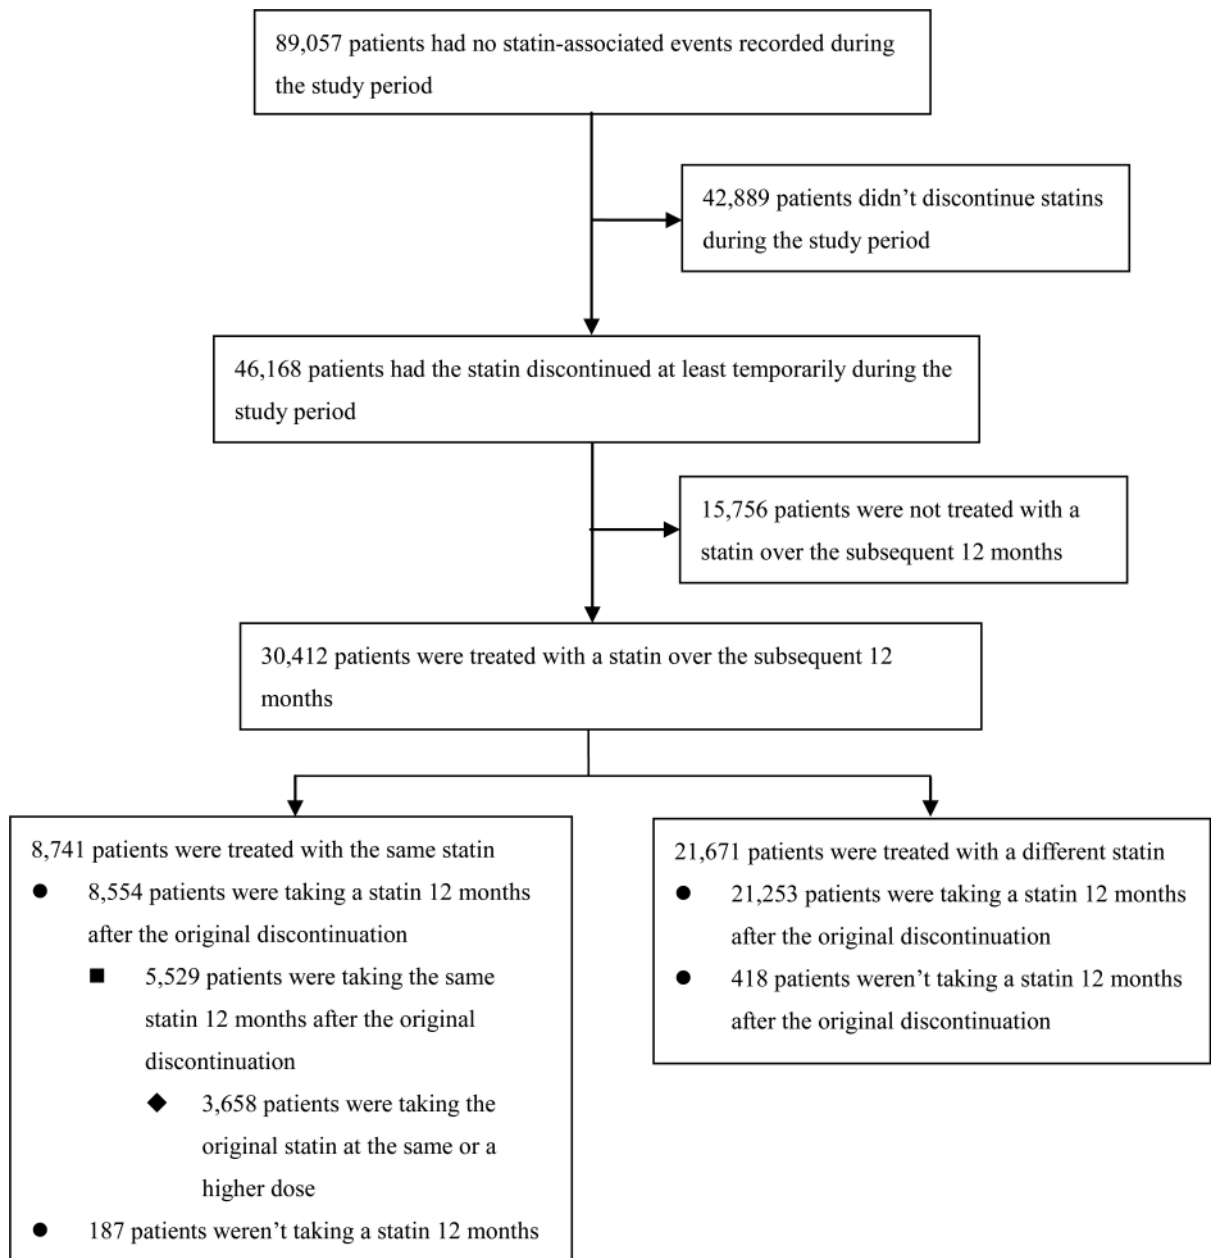 89,057 patients had no statin-associated events recorded during
the study period
42,889 patients didn’t discontinue statins
during the study period
46,168 patients had the statin discontinued at least temporarily during the
study period
15,756 patients were not treated with a
statin over the subsequent 12 months
30,412 patients were treated with a statin over the subsequent 12
months
8,741 patients were treated with the same statin
● 8,554 patients were taking a statin 12 months
after the original discontinuation
■ 5,529 patients were taking the same
statin 12 months after the original
discontinuation
◆ 3,658 patients were taking the
original statin at the same or a
higher dose
● 187 patients weren’t taking a statin 12 months
21,671 patients were treated with a different statin
● 21,253 patients were taking a statin 12 months
after the original discontinuation
● 418 patients weren’t taking a statin 12 months
after the original discontinuation